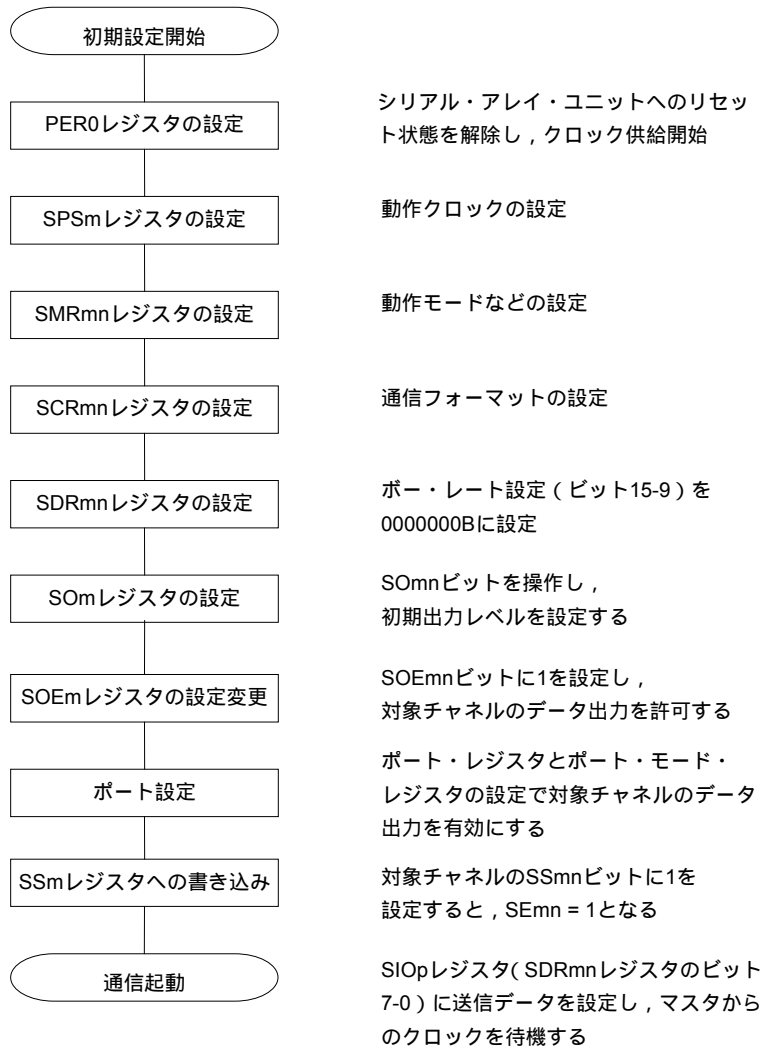 初期設定開始
PER0レジスタの設定
シリアル・アレイ・ユニットへのリセッ
ト状態を解除し，クロック供給開始
SPSmレジスタの設定
動作クロックの設定
SMRmnレジスタの設定
動作モードなどの設定
SCRmnレジスタの設定
通信フォーマットの設定
SDRmnレジスタの設定
ボー・レート設定（ビット15-9）を
0000000Bに設定
SOmレジスタの設定
SOmnビットを操作し，
初期出力レベルを設定する
SOEmレジスタの設定変更
SOEmnビットに1を設定し，
対象チャネルのデータ出力を許可する
ポート設定
ポート・レジスタとポート・モード・
レジスタの設定で対象チャネルのデータ
出力を有効にする
SSmレジスタへの書き込み
対象チャネルのSSmnビットに1を
設定すると，SEmn = 1となる
通信起動
SIOpレジスタ（SDRmnレジスタのビット
7-0）に送信データを設定し，マスタから
のクロックを待機する